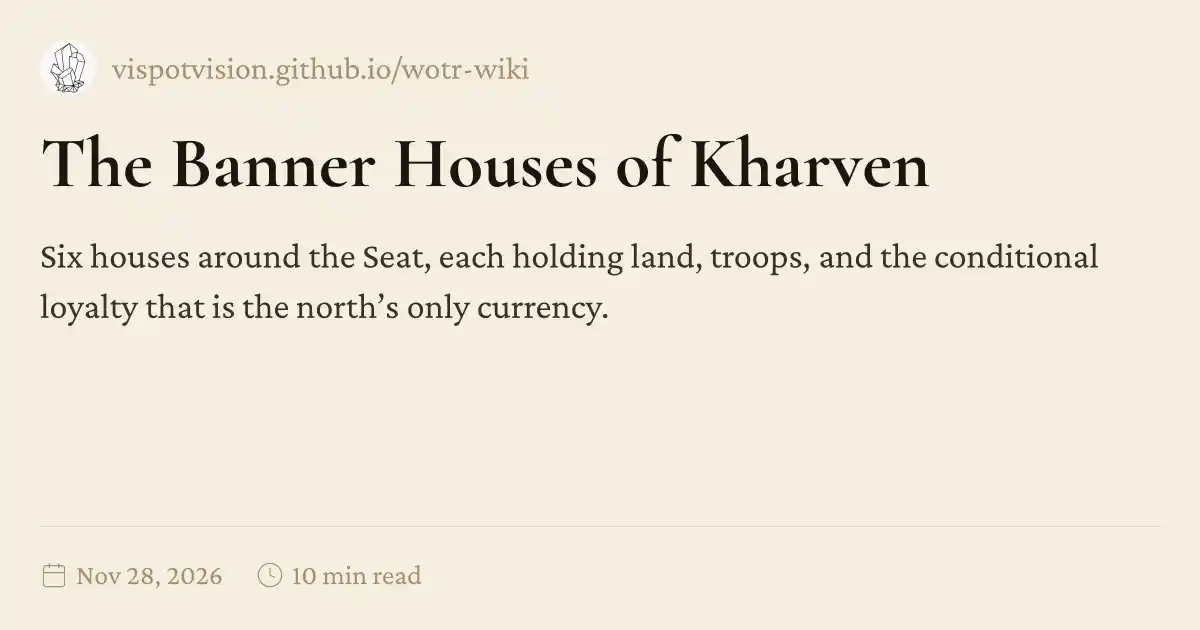 vispotvision.github.io/wotr-wiki
The Banner Houses of Kharven
Six houses around the Seat, each holding land, troops, and the conditional
loyalty that is the north’s only currency.
Nov 28, 2026 10 min read